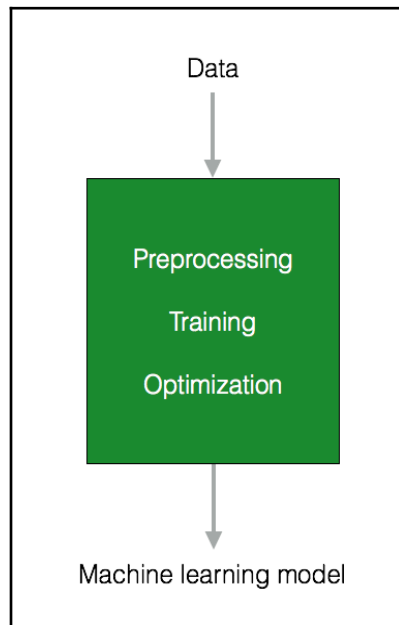 Data
Preprocessing
Training
Optimization
Machine learning model